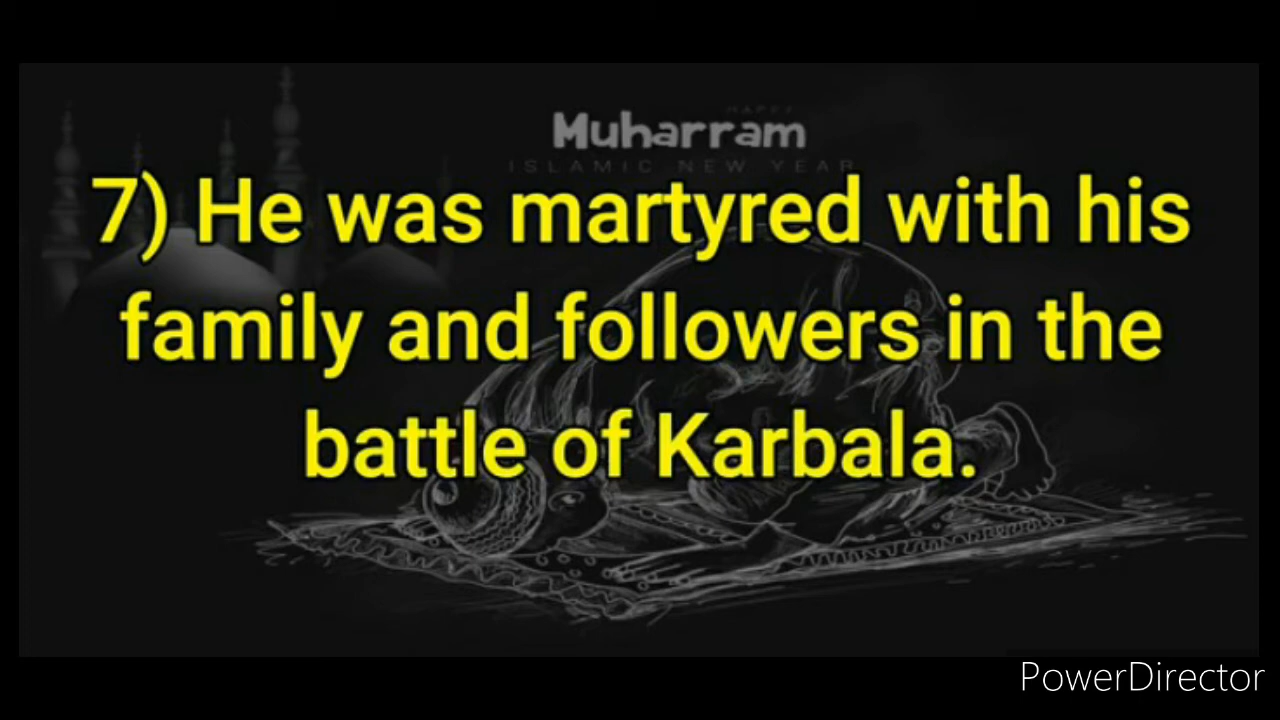 HAPPY
Muharram
ISLAMIC NEW YEAR
7) He was martyred with his
family and followers in the
battle of Karbala.
PowerDirector